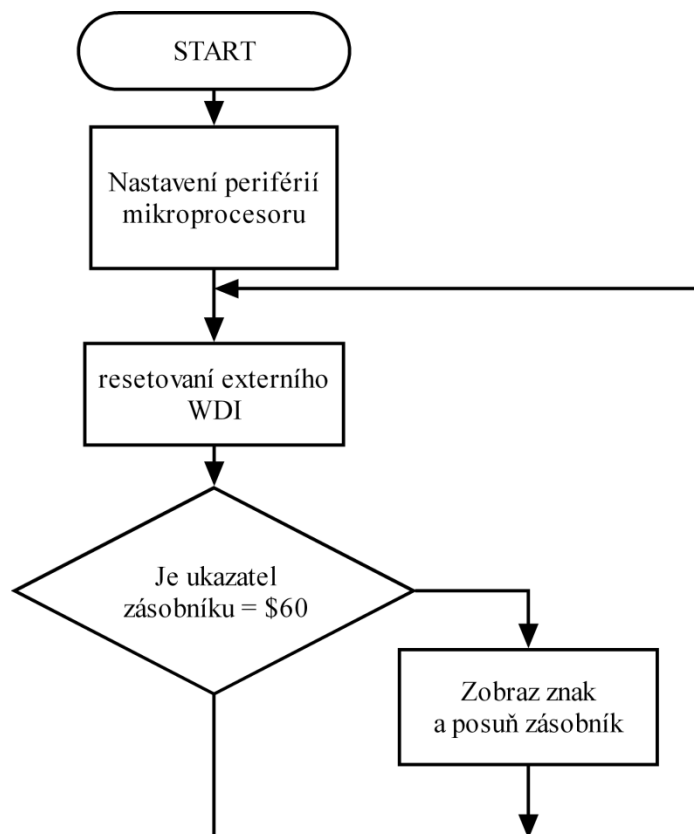 START
Nastavení periférií
mikroprocesoru
resetovaní externího
WDI
Je ukazatel
zásobníku = $60
Zobraz znak
a posuň zásobník